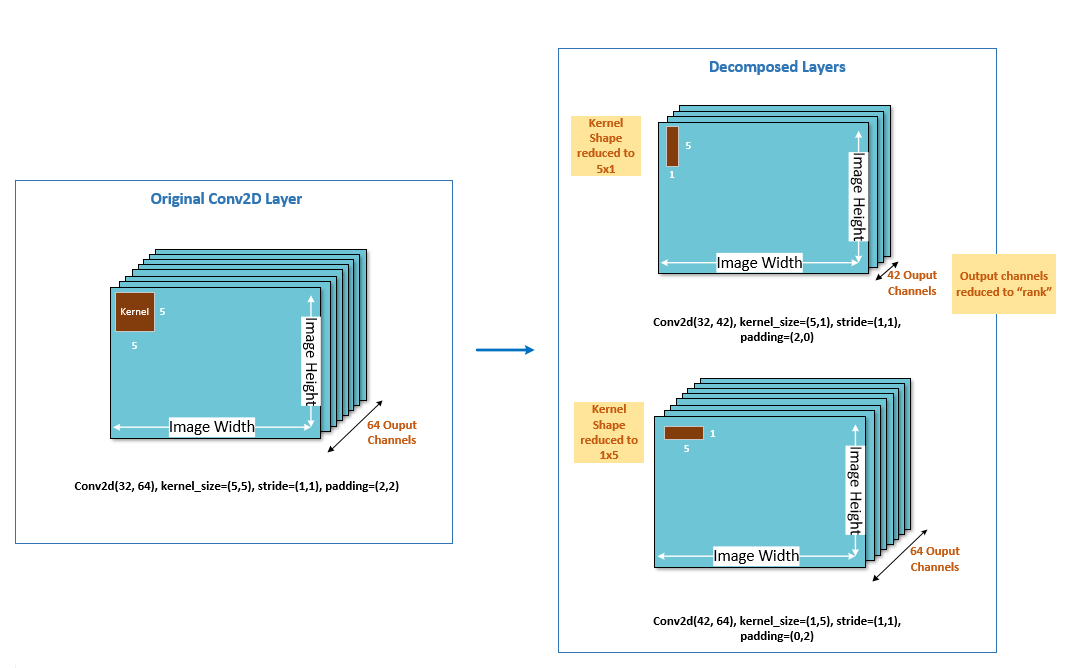 Original Conv2D Layer
Kernel
5
5
Image Height
Image Width
64 Ouput
Channels
Conv2d(32, 64), kernel_size=(5,5), stride=(1,1), padding=(2,2)
Decomposed Layers
Kernel
Shape
reduced to
5x1
5
1
Image Height
Image Width
42 Ouput
Channels
Output channels
reduced to “rank”
Conv2d(32, 42), kernel_size=(5,1), stride=(1,1),
padding=(2,0)
Kernel
Shape
reduced to
1x5
1
5
Image Height
Image Width
64 Ouput
Channels
Conv2d(42, 64), kernel_size=(1,5), stride=(1,1),
padding=(0,2)